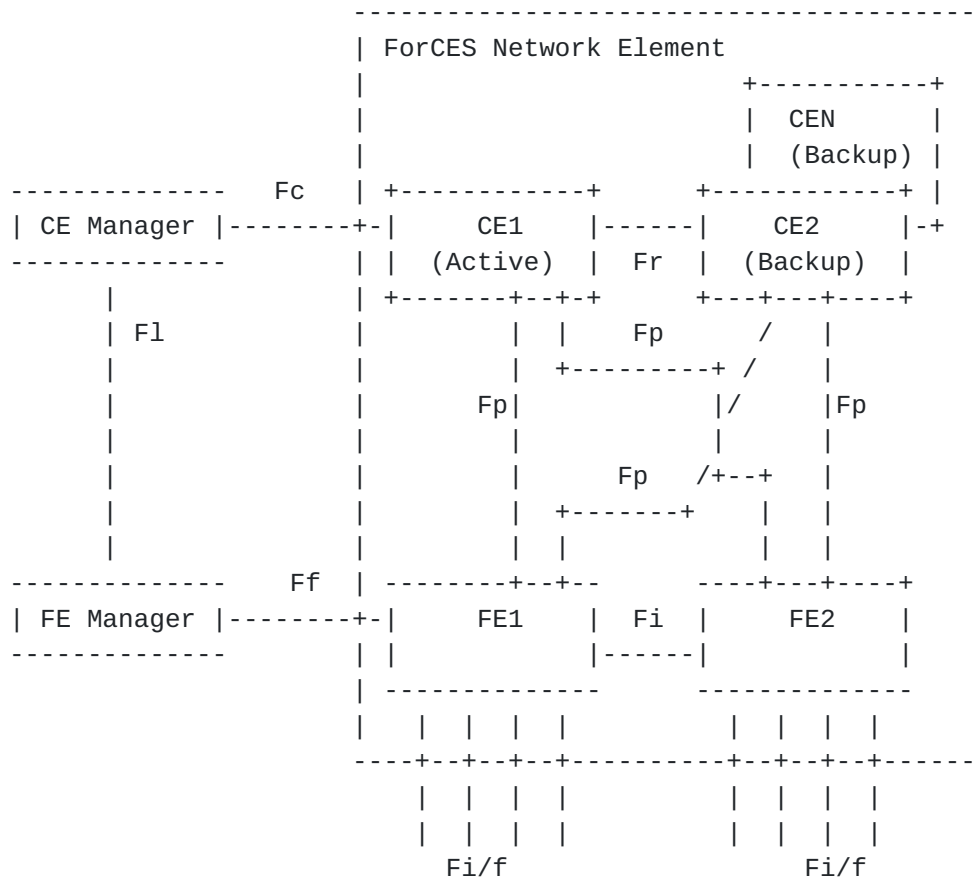 ForCES Network Element
CEN
(Backup)
Fc
CE Manager
CE1
CE2
(Active)
Fr
(Backup)
Fl
Fp
Fp
Fp
Fp
Ff
FE Manager
FE1
Fi
FE2
Fi/f
Fi/f